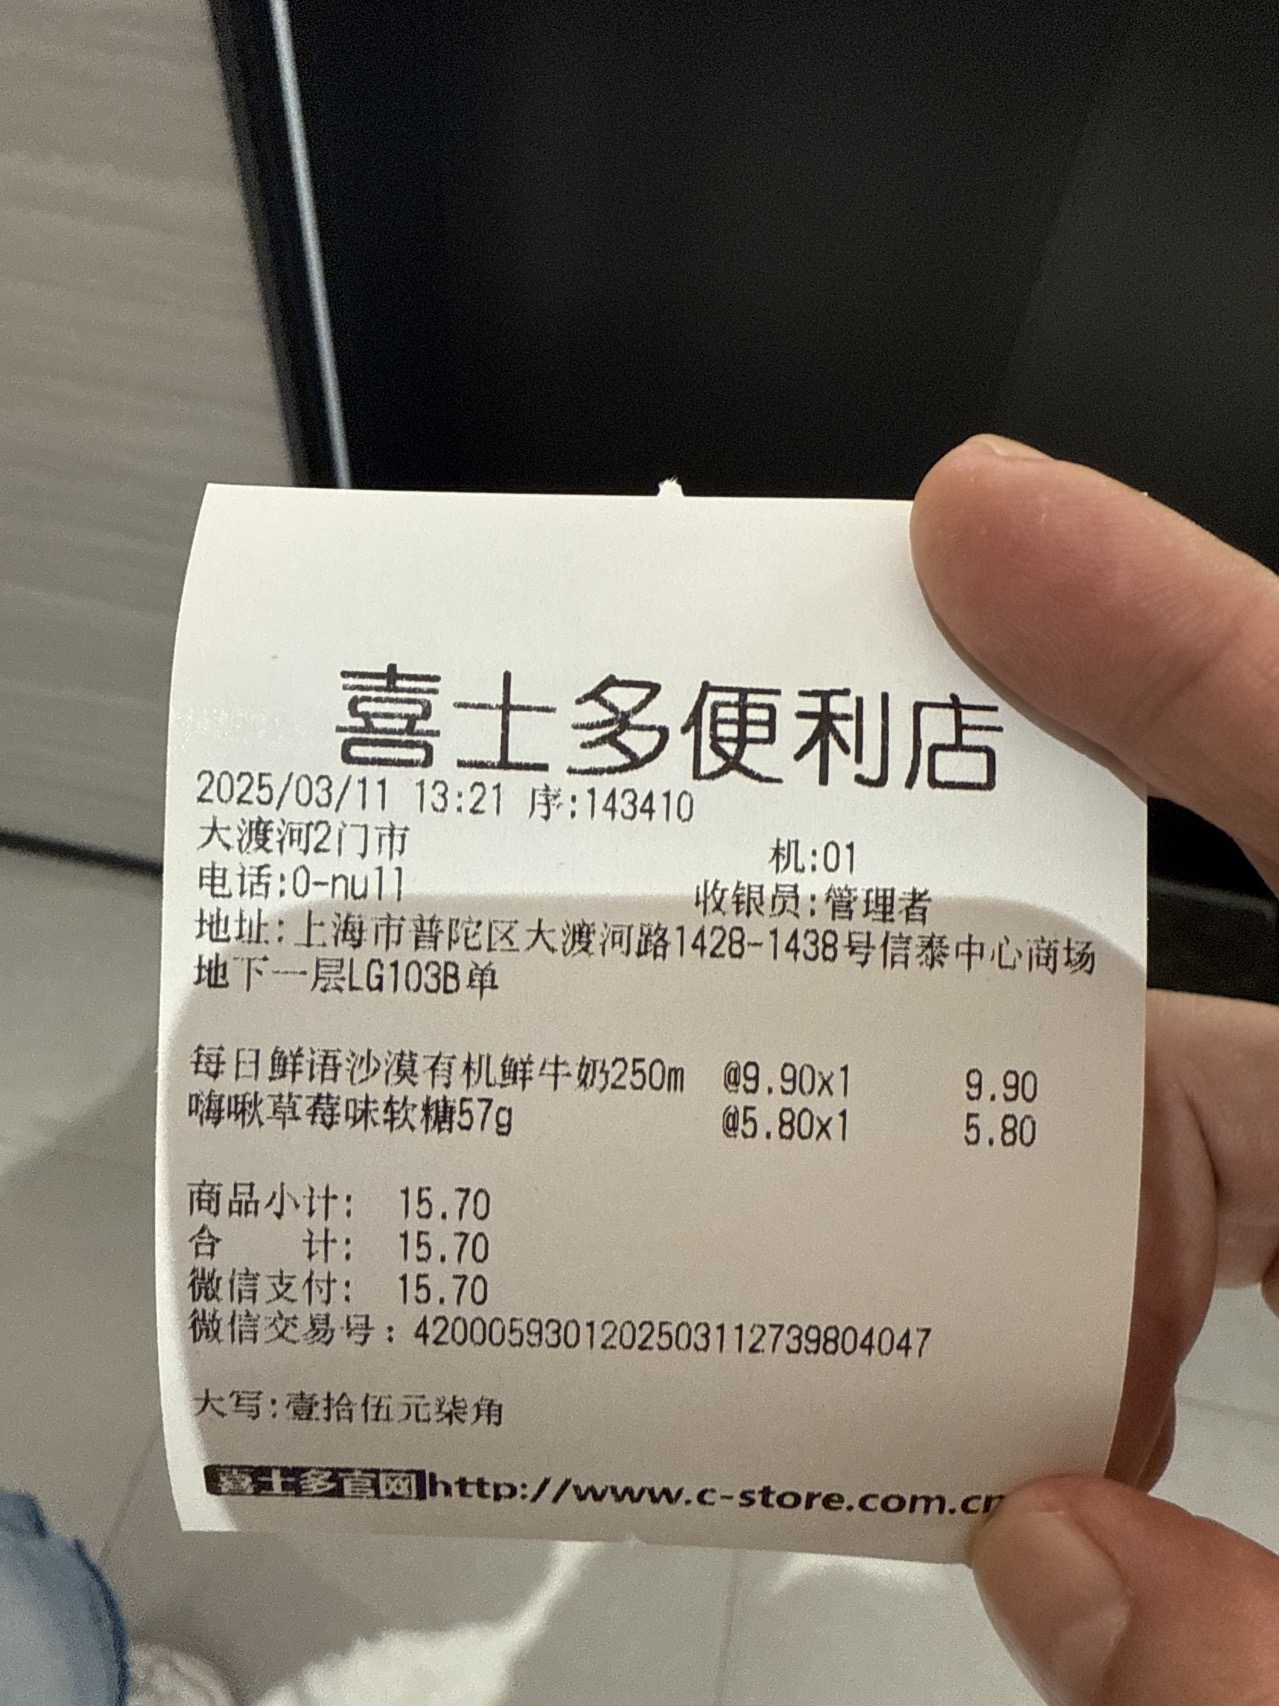 喜士多便利店
2025/03/11 13:21 序:143410
大渡河2门市 机:01
电话:0-null 收银员:管理者
地址:上海市普陀区大渡河路1428-1438号信泰中心商场
地下一层LG103B单
每日鲜语沙漠有机鲜牛奶250m @9.90x1 9.90
嗨啾草莓味软糖57g @5.80x1 5.80
商品小计: 15.70
合 计: 15.70
微信支付: 15.70
微信交易号: 4200059301202503112739804047
大写:壹拾伍元柒角
喜士多官网http://www.c-store.com.cn